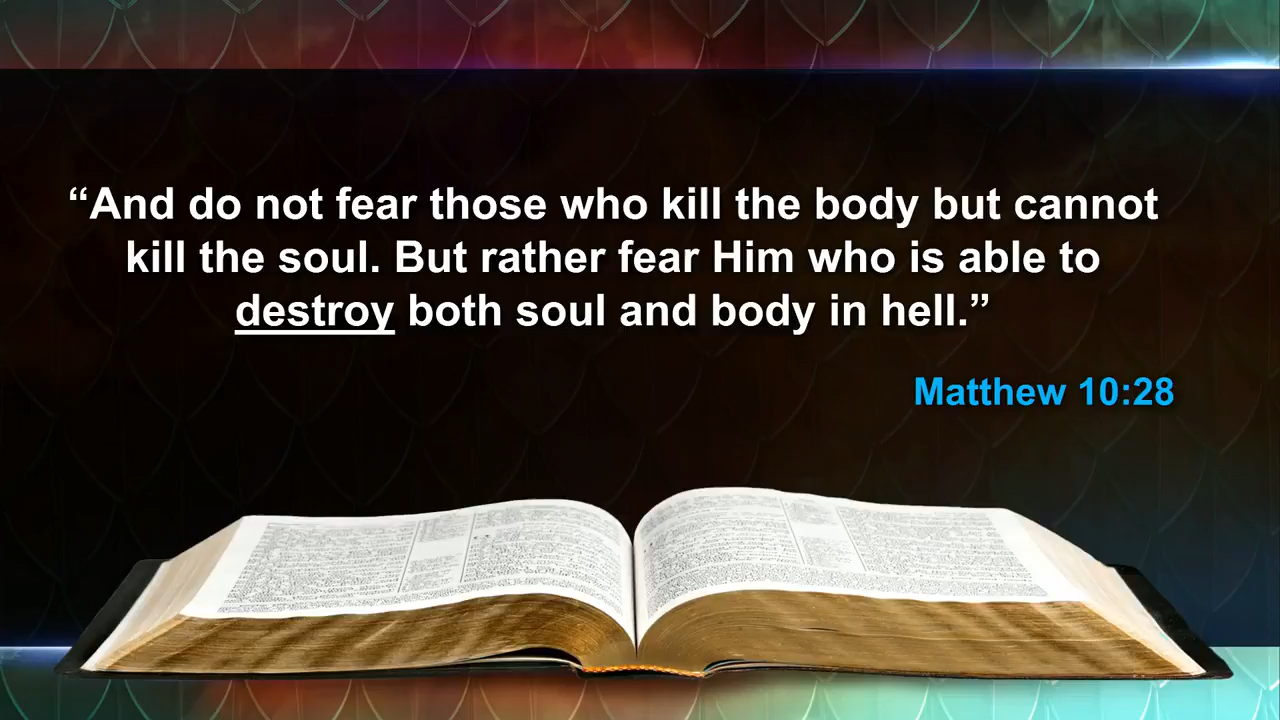 “And do not fear those who kill the body but cannot
kill the soul. But rather fear Him who is able to
destroy both soul and body in hell.”
Matthew 10:28